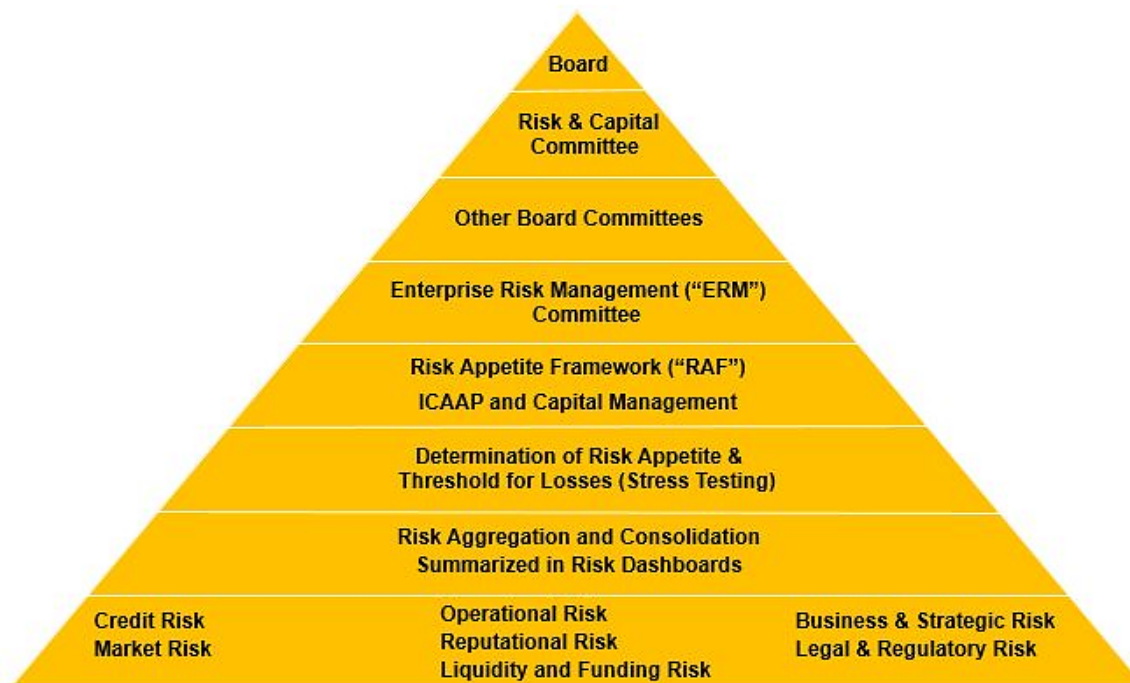 Board
Risk & Capital
Committee
Other Board Committees
Enterprise Risk Management (“ERM”)
Committee
Risk Appetite Framework (“RAF”)
ICAAP and Capital Management
Determination of Risk Appetite &
Threshold for Losses (Stress Testing)
Risk Aggregation and Consolidation
Summarized in Risk Dashboards
Credit Risk
Market Risk
Operational Risk
Reputational Risk
Liquidity and Funding Risk
Business & Strategic Risk
Legal & Regulatory Risk